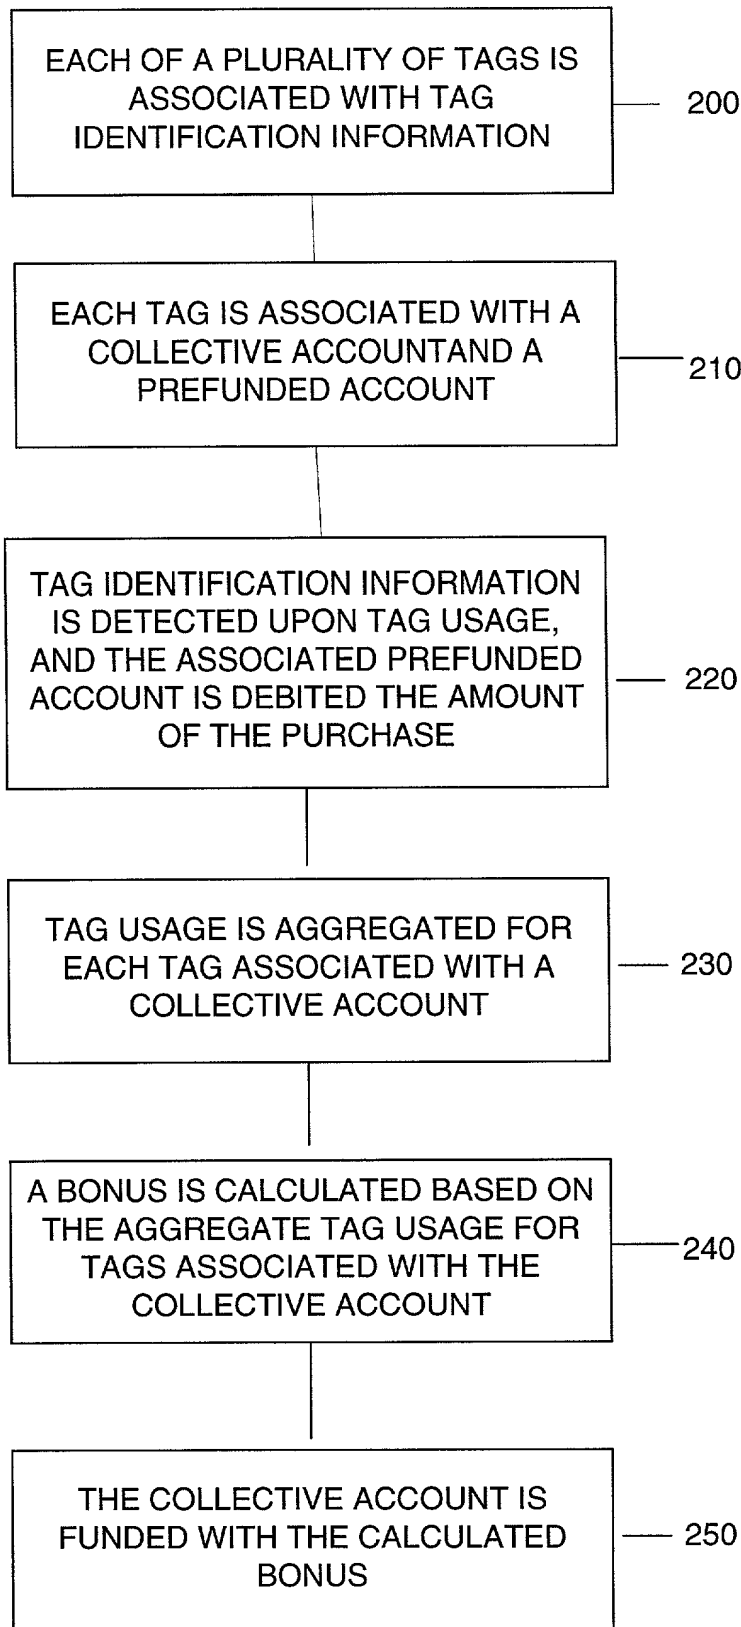 EACH OF A PLURALITY OF TAGS IS
ASSOCIATED WITH TAG
IDENTIFICATION INFORMATION
200
EACH TAG IS ASSOCIATED WITH A
COLLECTIVE ACCOUNTAND A
PREFUNDED ACCOUNT
210
TAG IDENTIFICATION INFORMATION
IS DETECTED UPON TAG USAGE,
AND THE ASSOCIATED PREFUNDED
ACCOUNT IS DEBITED THE AMOUNT
OF THE PURCHASE
220
TAG USAGE IS AGGREGATED FOR
EACH TAG ASSOCIATED WITH A
COLLECTIVE ACCOUNT
230
A BONUS IS CALCULATED BASED ON
THE AGGREGATE TAG USAGE FOR
TAGS ASSOCIATED WITH THE
COLLECTIVE ACCOUNT
240
THE COLLECTIVE ACCOUNT IS
FUNDED WITH THE CALCULATED
BONUS
250